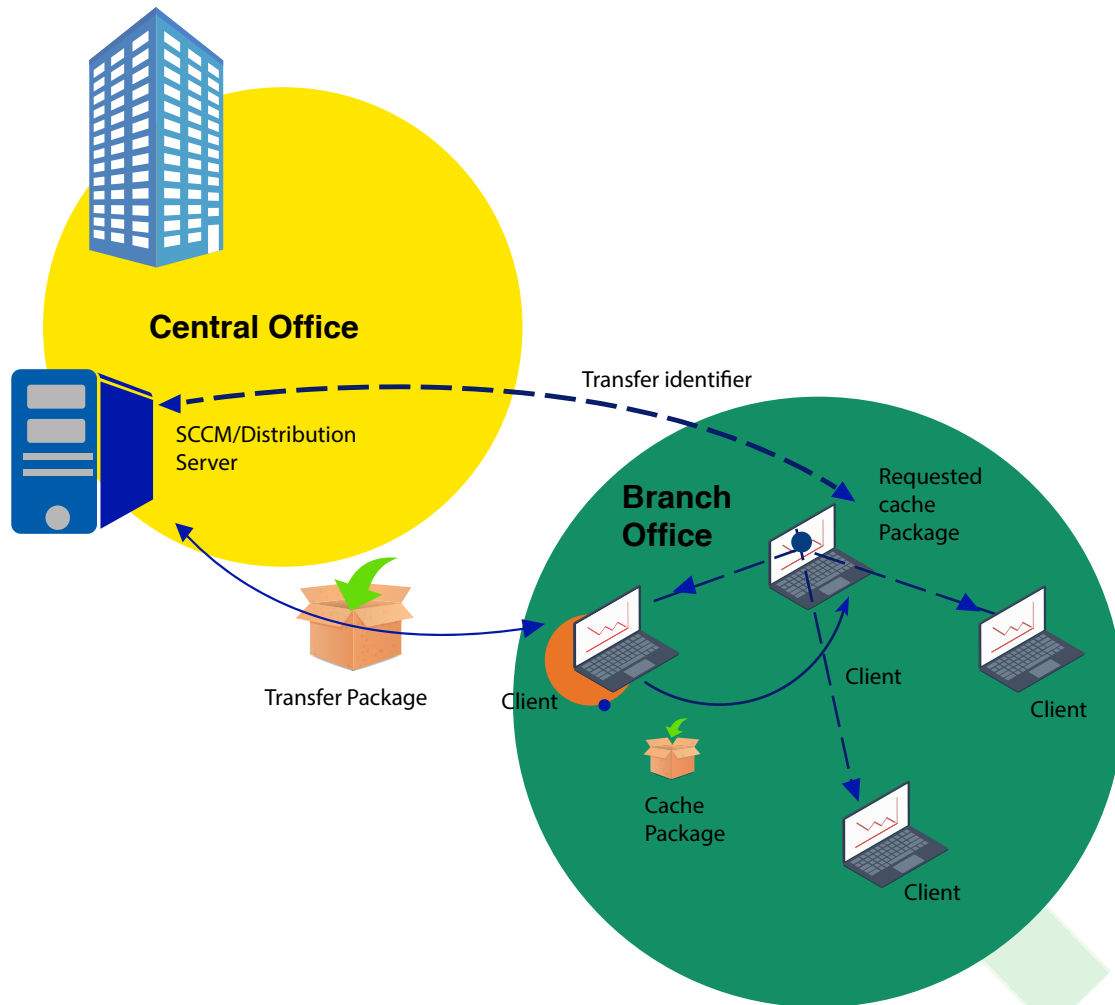 Central Office
Transfer identifier
SCCM/Distribution
Server
Requested
cache
Package
Branch
Office
Transfer Package
Client
Client
Client
Cache
Package
Client